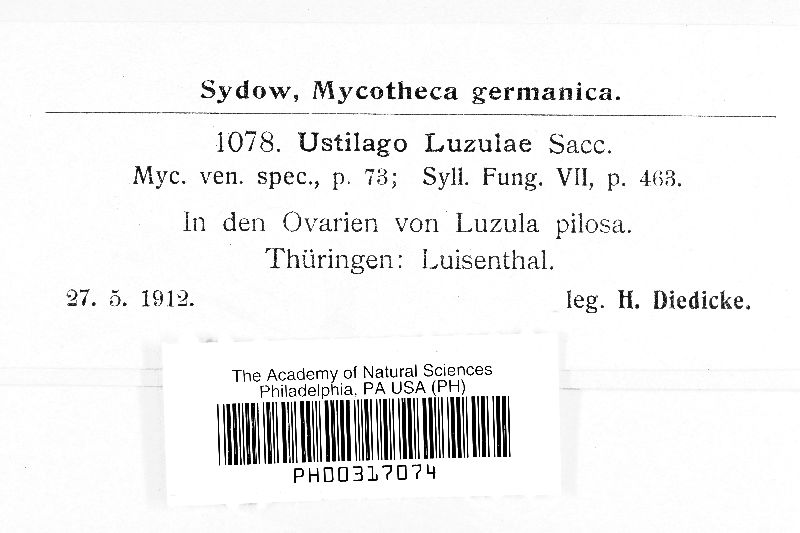 Sydow, Mycotheca germanica.
1078. Ustilago Luzulae Sacc.
Myc. ven. spec., p. 73; Syll. Fung. VII, p. 463.
In den Ovarien von Luzula pilosa.
Thüringen: Luisenthal.
27. 5. 1912. leg. H. Diedicke.
The Academy of Natural Sciences
Philadelphia, PA USA (PH)
PH00317074